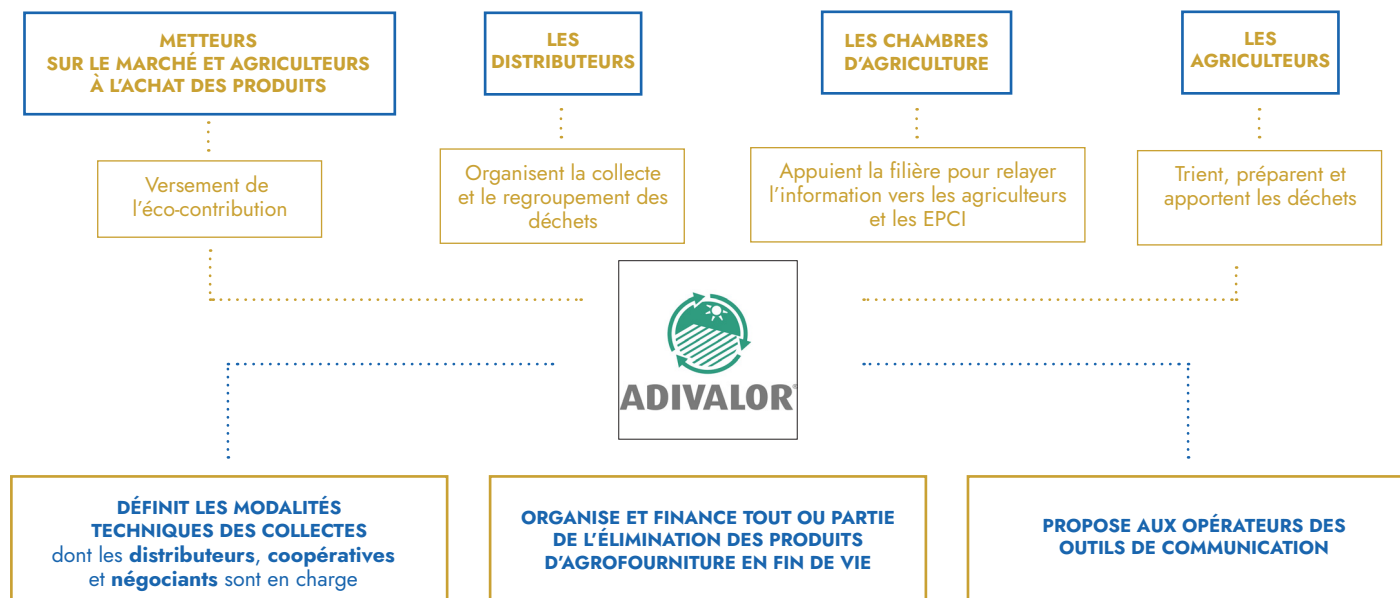 METTEURS
SUR LE MARCHÉ ET AGRICULTEURS
À L'ACHAT DES PRODUITS
Versement de
l'éco-contribution
LES
DISTRIBUTEURS
Organisent la collecte
et le regroupement des
déchets
LES CHAMBRES
D'AGRICULTURE
Appuient la filière pour relayer
l'information vers les agriculteurs
et les EPCI
LES
AGRICULTEURS
Trient, préparent et
apportent les déchets
ADIVALOR®
DÉFINIT LES MODALITÉS
TECHNIQUES DES COLLECTES
dont les distributeurs, coopératives
et négociants sont en charge
ORGANISE ET FINANCE TOUT OU PARTIE
DE L'ÉLIMINATION DES PRODUITS
D'AGROFOURNITURE EN FIN DE VIE
PROPOSE AUX OPÉRATEURS DES
OUTILS DE COMMUNICATION